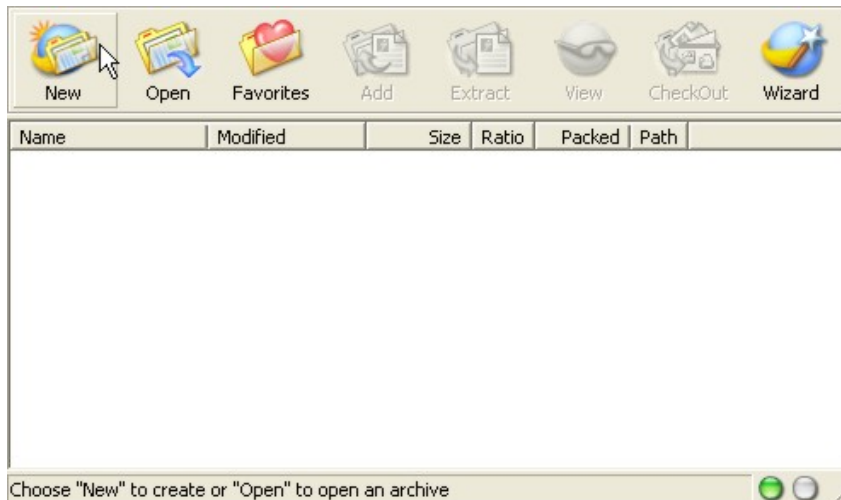 New Open Favorites Add Extract View CheckOut Wizard
Name Modified Size Ratio Packed Path
Choose "New" to create or "Open" to open an archive